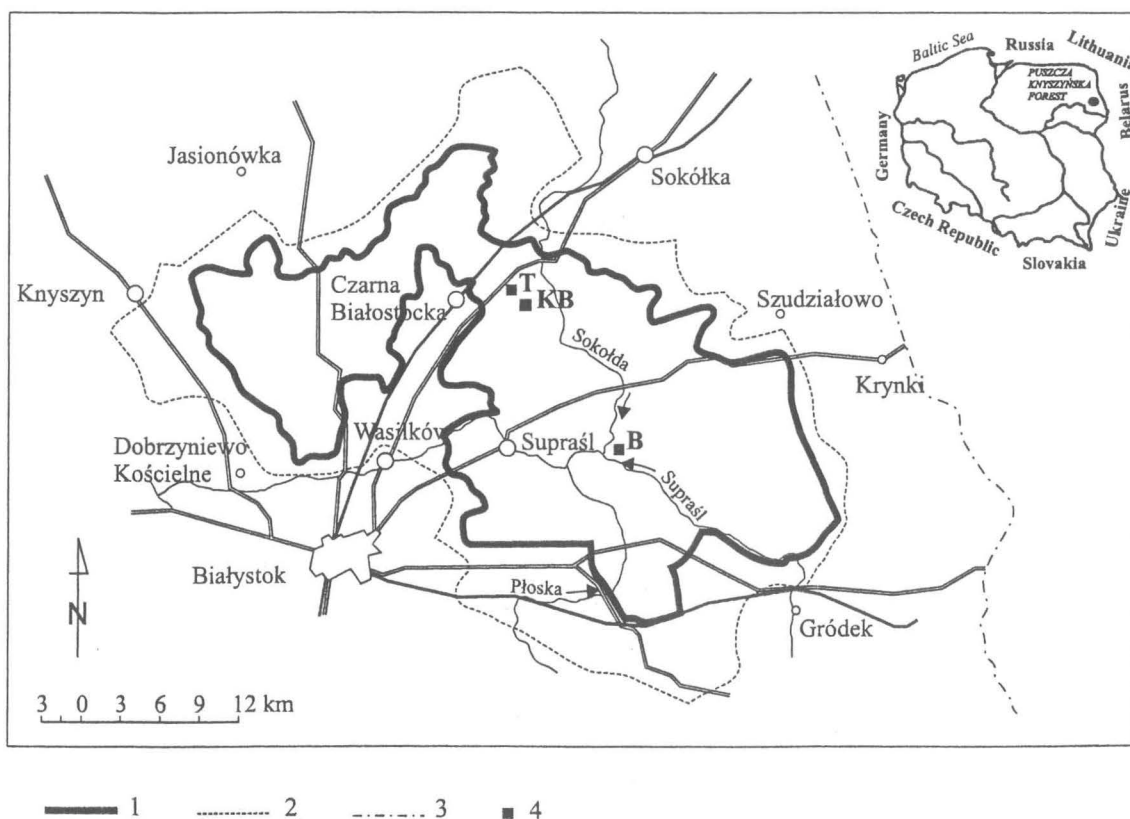 Baltic Sea
Russia
Lithuania
PUSZCZA
KNYSZYŃSKA
FOREST
Belarus
Germany
Ukraine
Czech Republic
Slovakia
Jasionówka
Sokółka
Knyszyn
Czarna
Białostocka
T
KB
Szudziałowo
Sokołda
Krynki
Wasilków
Dobrzyniewo
Kościelne
Supraśl
B
Supraśl
Białystok
Płoska
Gródek
N
3 0 3 6 9 12 km
1 2 3 4